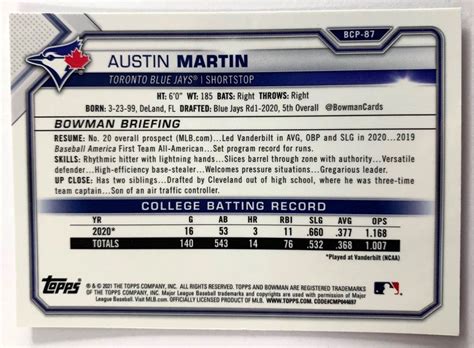 BCP-87
AUSTIN MARTIN
TORONTO BLUE JAYS® | SHORTSTOP
HT: 6'0" WT: 185 BATS: Right THROWS: Right
BORN: 3-23-99, DeLand, FL DRAFTED: Blue Jays Rd1-2020, 5th Overall @BowmanCards
BOWMAN BRIEFING
RESUME: No. 20 overall prospect (MLB.com)...Led Vanderbilt in AVG, OBP and SLG in 2020...2019
Baseball America First Team All-American...Set program record for runs.
SKILLS: Rhythmic hitter with lightning hands...Slices barrel through zone with authority...Versatile
defender...High-efficiency base-stealer...Welcomes pressure situations...Gregarious leader.
UP CLOSE: Has two siblings...Drafted by Cleveland out of high school, where he was three-time
team captain...Son of an air traffic controller.
COLLEGE BATTING RECORD
YR G AB HR RBI SLG AVG OPS
2020* 16 53 3 11 .660 .377 1.168
TOTALS 140 543 14 76 .532 .368 1.007
*Played at Vanderbilt (NCAA)
TOPPS
® & © 2021 THE TOPPS COMPANY, INC. ALL RIGHTS RESERVED. TOPPS AND BOWMAN ARE REGISTERED TRADEMARKS
OF THE TOPPS COMPANY, INC. Major League Baseball trademarks and copyrights are used with permission of Major
League Baseball. Visit MLB.com. OFFICIALLY LICENSED PRODUCT OF MLB. WWW.TOPPS.COM. CODE#CMP044697